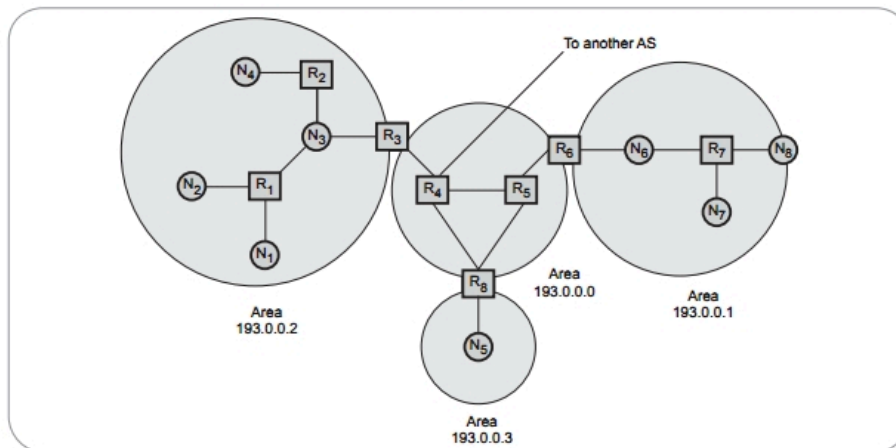 To another AS
N4
R2
N3
R3
R6
N6
R7
N8
N2
R1
R4
R5
N7
N1
R8
Area
193.0.0.0
Area
193.0.0.2
Area
193.0.0.1
N5
Area
193.0.0.3